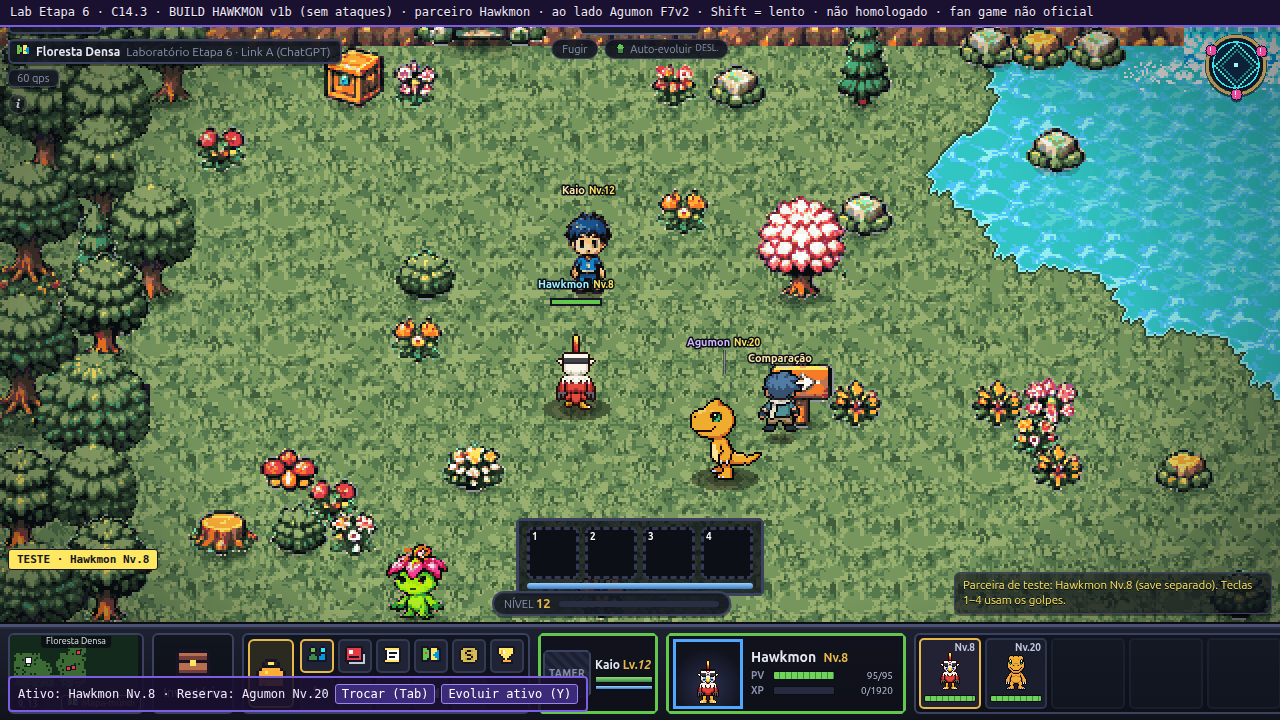 Lab Etapa 6 · C14.3 · BUILD HAWKMON v1b (sem ataques) · parceiro Hawkmon · ao lado Agumon F7v2 · Shift = lento · não homologado · fan game não oficial
Floresta Densa Laboratório Etapa 6 · Link A (ChatGPT)
Fugir
Auto-evoluir DESL.
60 qps
i
Kaio Nv.12
Hawkmon Nv.8
Agumon Nv.20
Comparação
TESTE · Hawkmon Nv.8
1 2 3 4
NÍVEL 12
Parceira de teste: Hawkmon Nv.8 (save separado). Teclas
1–4 usam os golpes.
Floresta Densa
TAMER
Kaio Lv.12
Hawkmon Nv.8
PV 95/95
XP 0/1920
Nv.8
Nv.20
Ativo: Hawkmon Nv.8 · Reserva: Agumon Nv.20 Trocar (Tab) Evoluir ativo (Y)